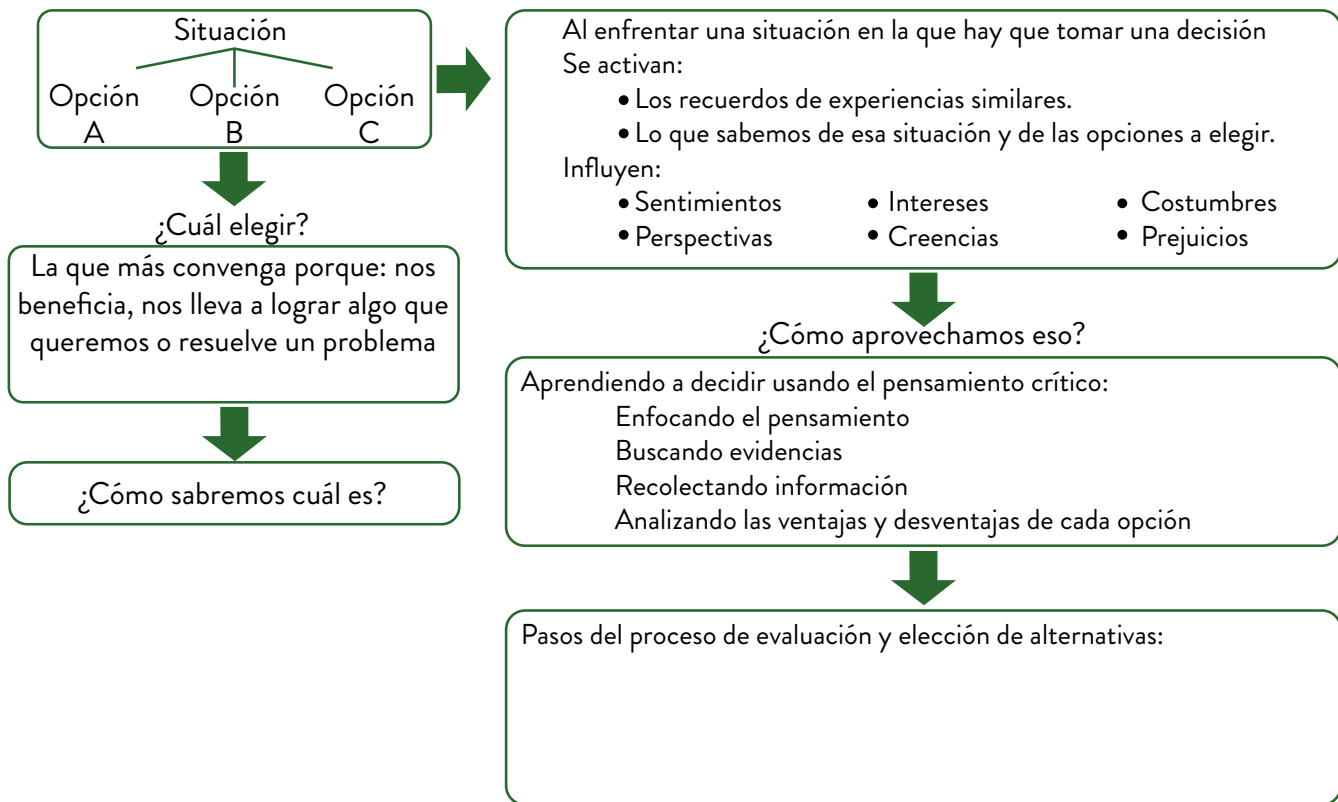 Situación
Opción
A
Opción
B
Opción
C
¿Cuál elegir?
La que más convenga porque: nos
beneficia, nos lleva a lograr algo que
queremos o resuelve un problema
¿Cómo sabremos cuál es?
Al enfrentar una situación en la que hay que tomar una decisión
Se activan:
• Los recuerdos de experiencias similares.
• Lo que sabemos de esa situación y de las opciones a elegir.
Influyen:
• Sentimientos • Intereses • Costumbres
• Perspectivas • Creencias • Prejuicios
¿Cómo aprovechamos eso?
Aprendiendo a decidir usando el pensamiento crítico:
Enfocando el pensamiento
Buscando evidencias
Recolectando información
Analizando las ventajas y desventajas de cada opción
Pasos del proceso de evaluación y elección de alternativas: